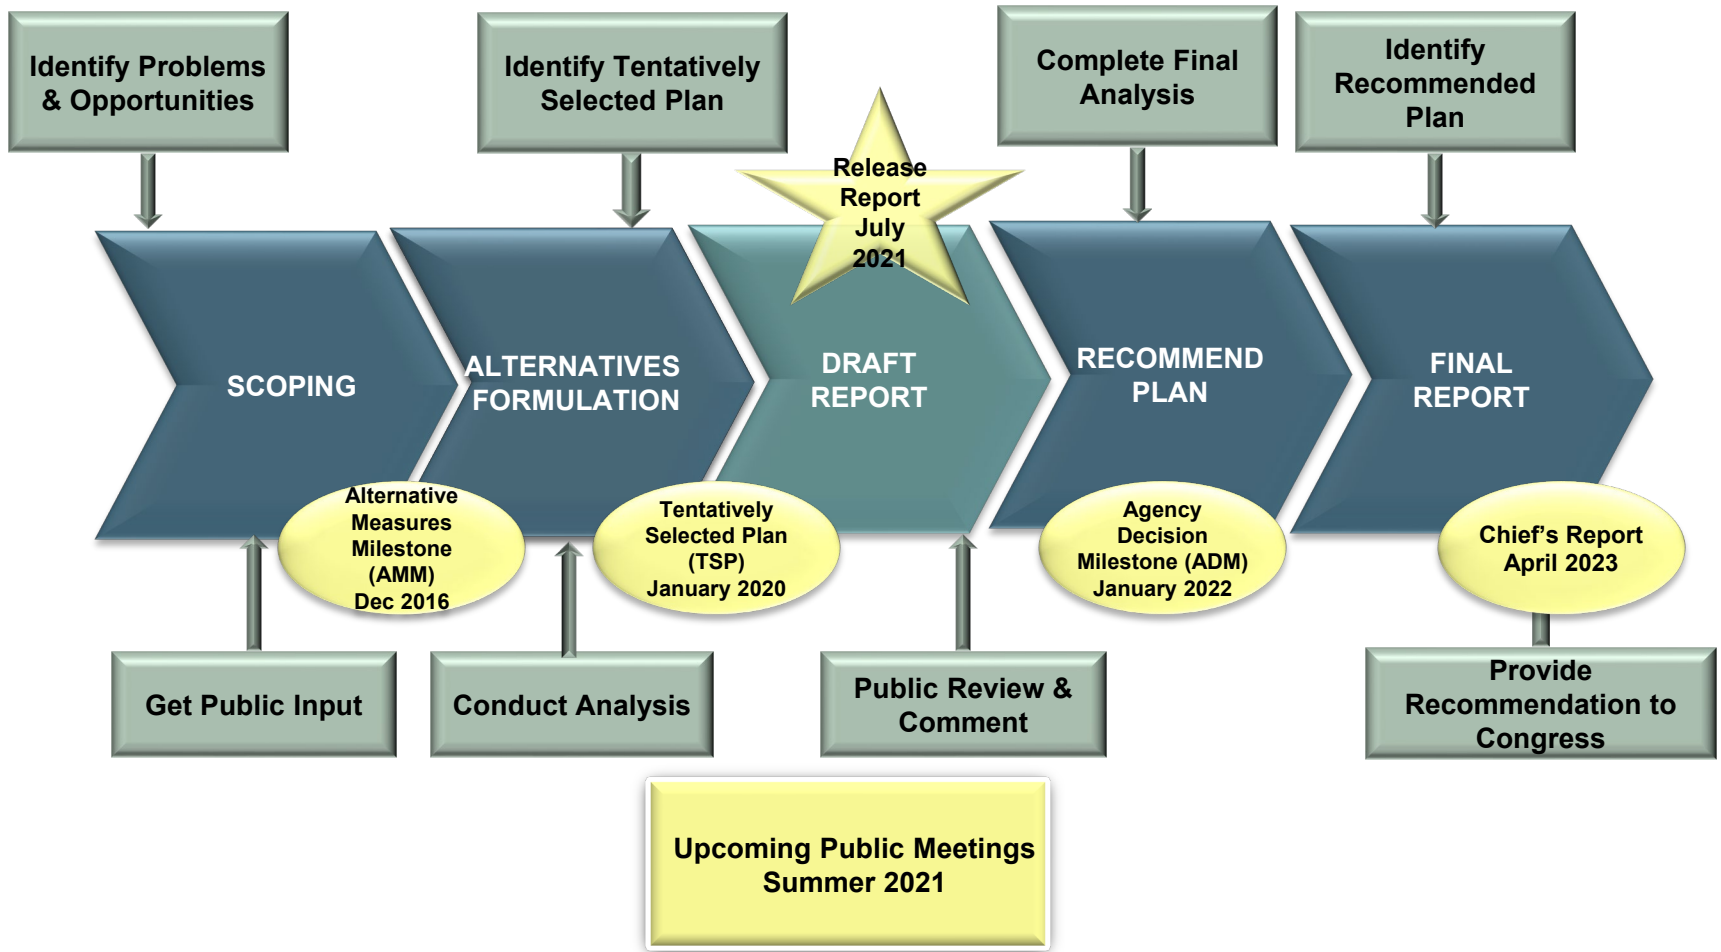 Identify Problems
& Opportunities
Identify Tentatively
Selected Plan
Complete Final
Analysis
Identify
Recommended
Plan
Release
Report
July
2021
SCOPING
ALTERNATIVES
FORMULATION
DRAFT
REPORT
RECOMMEND
PLAN
FINAL
REPORT
Alternative
Measures
Milestone
(AMM)
Dec 2016
Tentatively
Selected Plan
(TSP)
January 2020
Agency
Decision
Milestone (ADM)
January 2022
Chief’s Report
April 2023
Get Public Input
Conduct Analysis
Public Review &
Comment
Provide
Recommendation to
Congress
Upcoming Public Meetings
Summer 2021